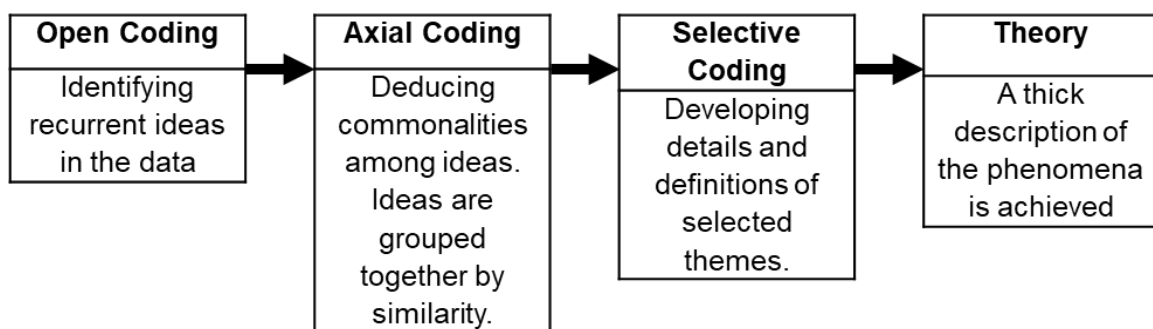 Open Coding
Identifying
recurrent ideas
in the data
Axial Coding
Deducing
commonalities
among ideas.
Ideas are
grouped
together by
similarity.
Selective
Coding
Developing
details and
definitions of
selected
themes.
Theory
A thick
description of
the phenomena
is achieved